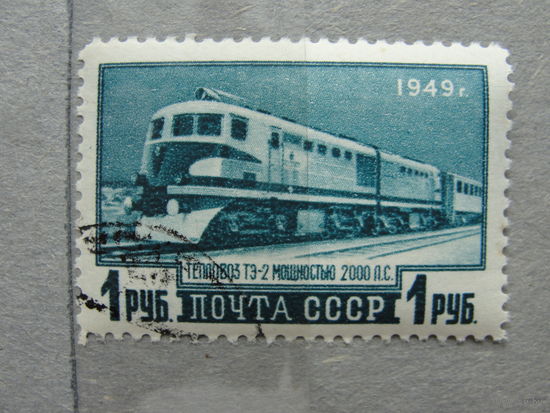 1949 г.
ТЕПЛОВОЗ ТЭ-2 МОЩНОСТЬЮ 2000 Л.С.
1 РУБ. ПОЧТА СССР 1 РУБ.